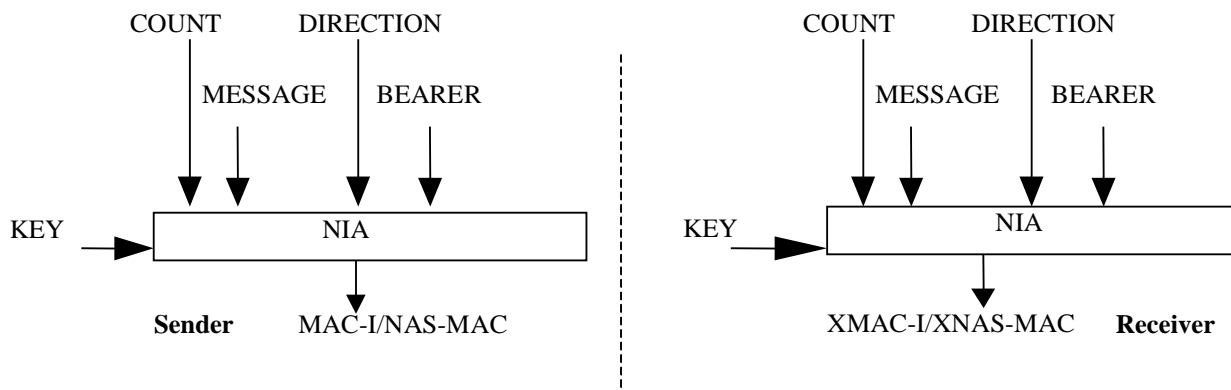 COUNT DIRECTION
MESSAGE BEARER
KEY NIA
Sender MAC-I/NAS-MAC
COUNT DIRECTION
MESSAGE BEARER
KEY NIA
XMAC-I/XNAS-MAC Receiver